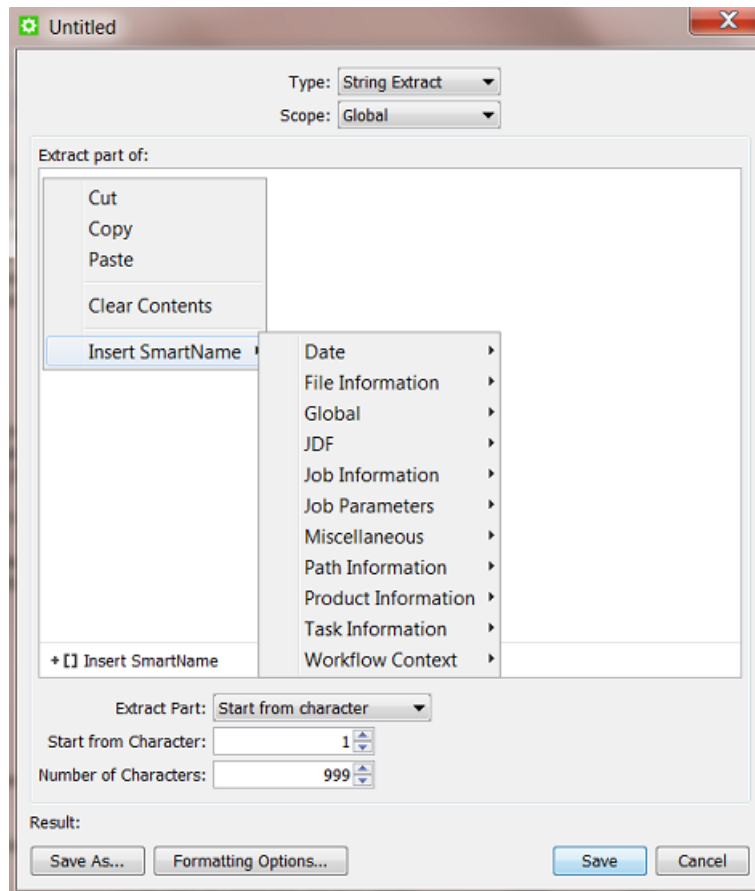 Untitled
Type: String Extract
Scope: Global
Extract part of:
Cut
Copy
Paste
Clear Contents
Insert SmartName
Date
File Information
Global
JDF
Job Information
Job Parameters
Miscellaneous
Path Information
Product Information
Task Information
Workflow Context
+[] Insert SmartName
Extract Part: Start from character
Start from Character: 1
Number of Characters: 999
Result:
Save As... Formatting Options... Save Cancel